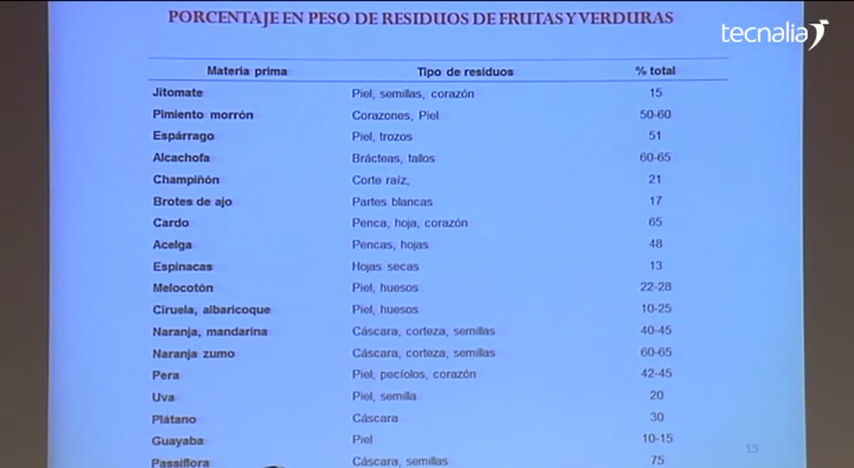 PORCENTAJE EN PESO DE RESIDUOS DE FRUTAS Y VERDURAS
tecnalia
Materia prima Tipo de residuos % total
Jitomate Piel, semillas, corazón 15
Pimiento morrón Corazones, Piel 50-60
Espárrago Piel, trozos 51
Alcachofa Brácteas, tallos 60-65
Champiñón Corte raíz, 21
Brotes de ajo Partes blancas 17
Cardo Penca, hoja, corazón 65
Acelga Pencas, hojas 48
Espinacas Hojas secas 13
Melocotón Piel, huesos 22-28
Ciruela, albaricoque Piel, huesos 10-25
Naranja, mandarina Cáscara, corteza, semillas 40-45
Naranja zumo Cáscara, corteza, semillas 60-65
Pera Piel, pecíolos, corazón 42-45
Uva Piel, semilla 20
Plátano Cáscara 30
Guayaba Piel 10-15
15
Passiflora Cáscara, semillas 75